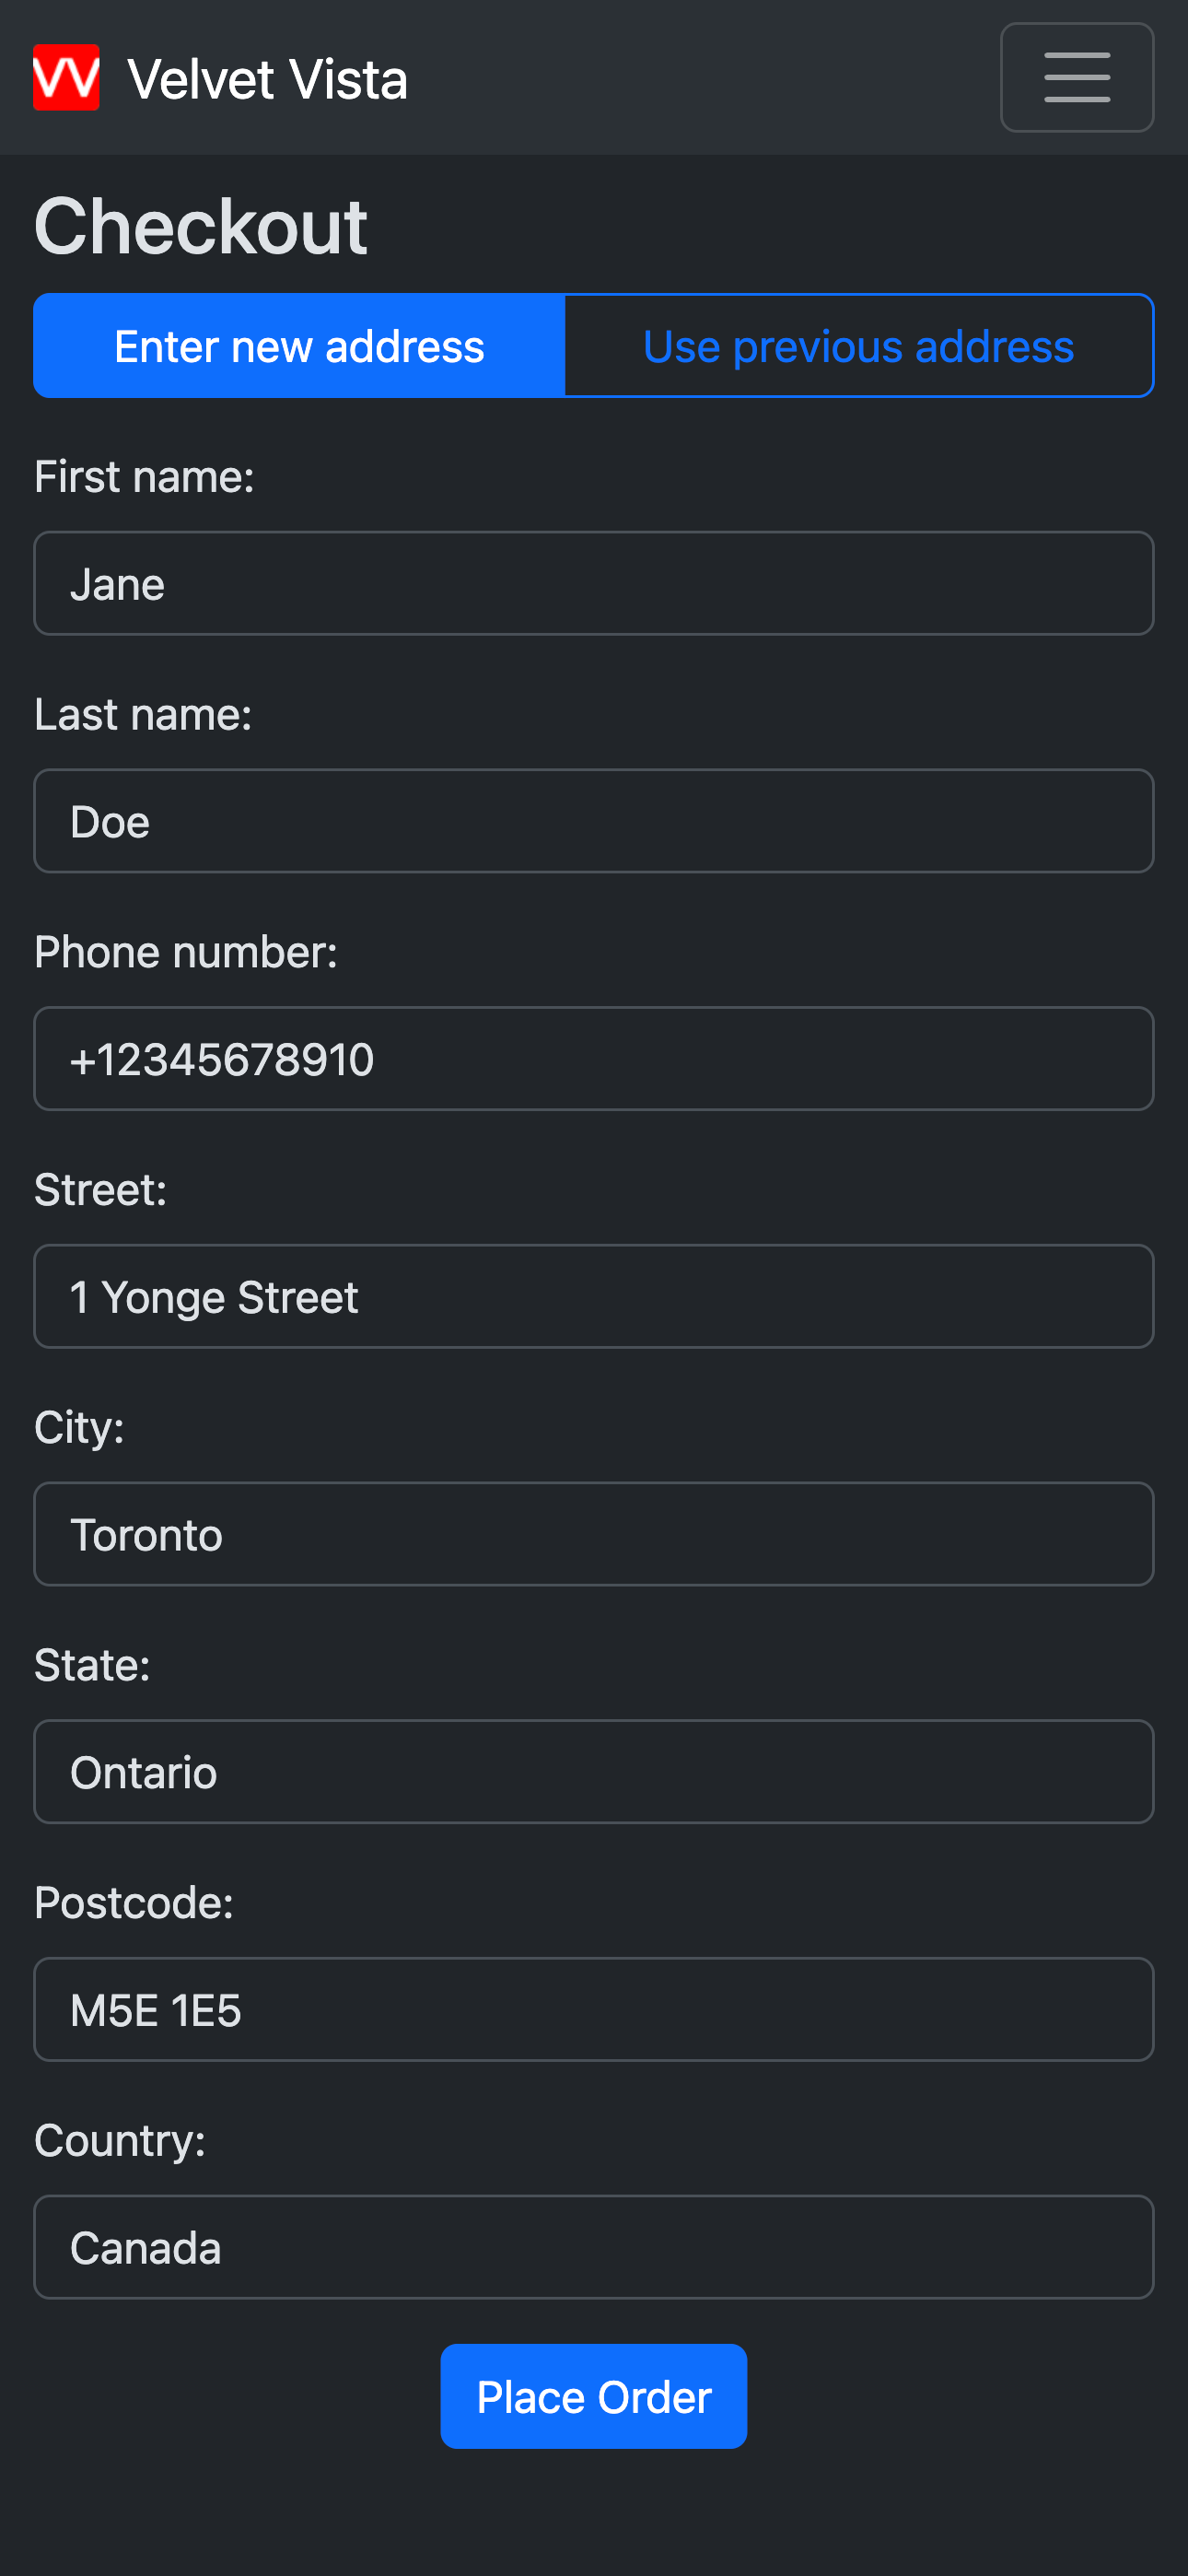 VV Velvet Vista
Checkout
Enter new address Use previous address
First name:
Jane
Last name:
Doe
Phone number:
+12345678910
Street:
1 Yonge Street
City:
Toronto
State:
Ontario
Postcode:
M5E 1E5
Country:
Canada
Place Order